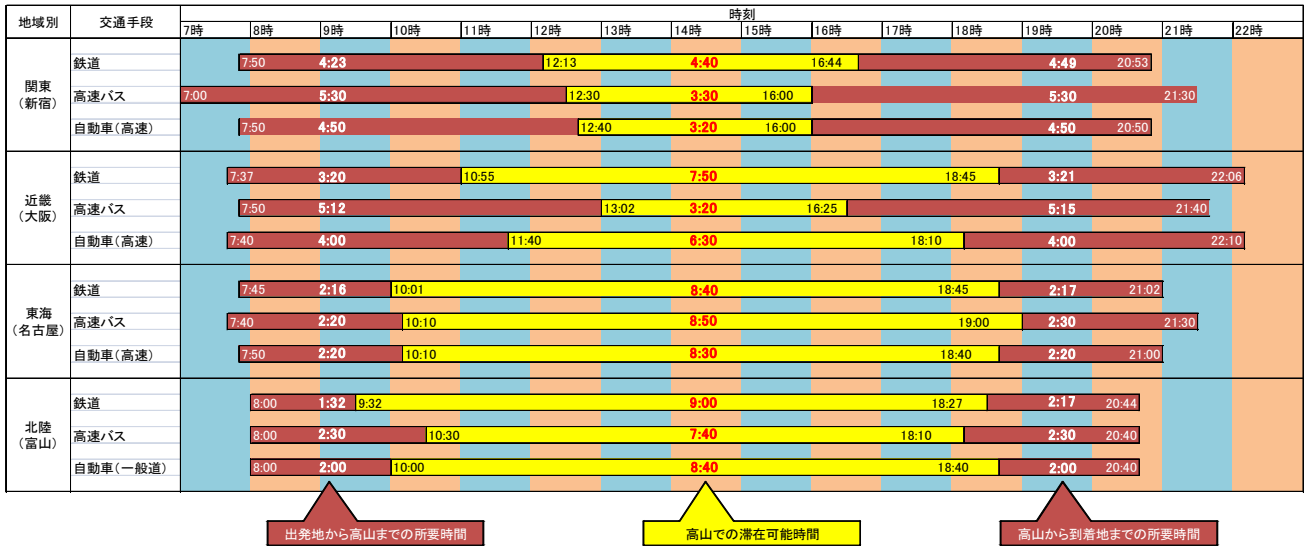 地域別 交通手段 時刻
7時 8時 9時 10時 11時 12時 13時 14時 15時 16時 17時 18時 19時 20時 21時 22時
関東
(新宿)
鉄道 7:50 4:23 12:13 4:40 16:44 4:49 20:53
高速バス 7:00 5:30 12:30 3:30 16:00 5:30 21:30
自動車(高速) 7:50 4:50 12:40 3:20 16:00 4:50 20:50
近畿
(大阪)
鉄道 7:37 3:20 10:55 7:50 18:45 3:21 22:06
高速バス 7:50 5:12 13:02 3:20 16:25 5:15 21:40
自動車(高速) 7:40 4:00 11:40 6:30 18:10 4:00 22:10
東海
(名古屋)
鉄道 7:45 2:16 10:01 8:40 18:45 2:17 21:02
高速バス 7:40 2:20 10:10 8:50 19:00 2:30 21:30
自動車(高速) 7:50 2:20 10:10 8:30 18:40 2:20 21:00
北陸
(富山)
鉄道 8:00 1:32 9:32 9:00 18:27 2:17 20:44
高速バス 8:00 2:30 10:30 7:40 18:10 2:30 20:40
自動車(一般道) 8:00 2:00 10:00 8:40 18:40 2:00 20:40
出発地から高山までの所要時間 高山での滞在可能時間 高山から到着地までの所要時間